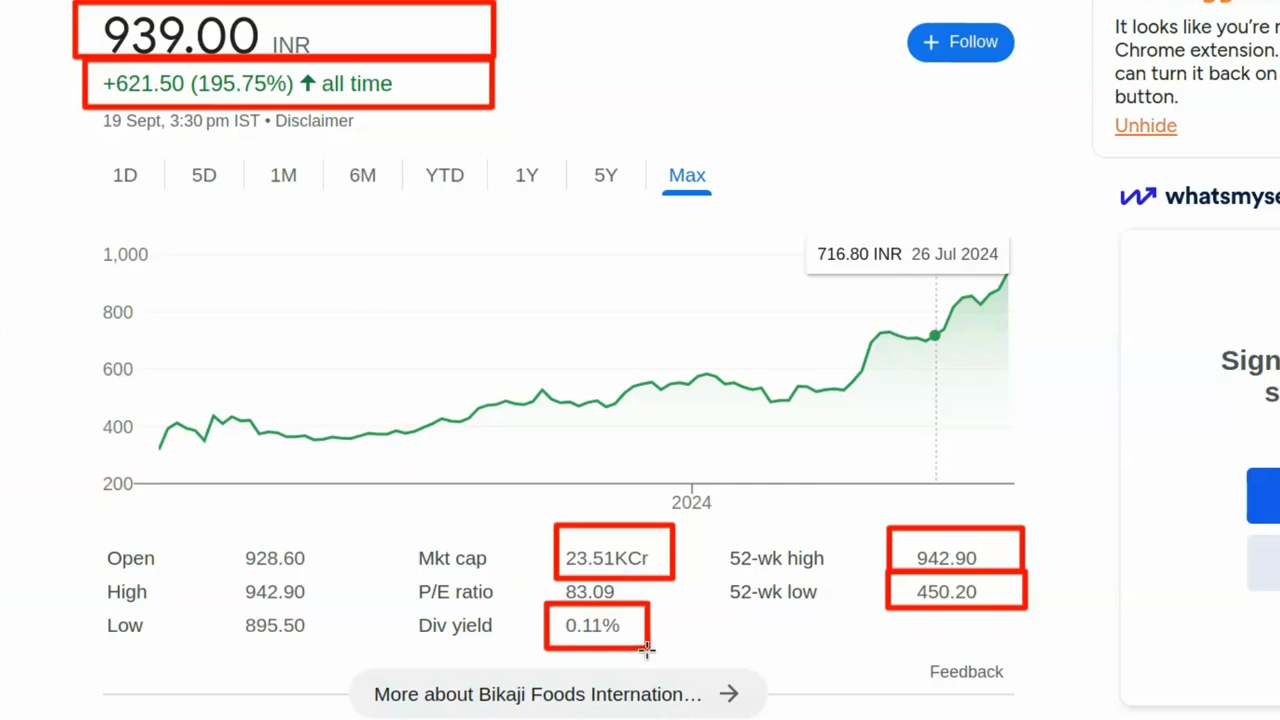 939.00 INR
+621.50 (195.75%) ↑ all time
19 Sept, 3:30 pm IST • Disclaimer
+ Follow
1D 5D 1M 6M YTD 1Y 5Y Max
716.80 INR 26 Jul 2024
1,000
800
600
400
200
2024
Open 928.60 Mkt cap 23.51KCr 52-wk high 942.90
High 942.90 P/E ratio 83.09 52-wk low 450.20
Low 895.50 Div yield 0.11%
Feedback
More about Bikaji Foods Internation… →
It looks like you're
Chrome extension.
can turn it back on
button.
Unhide
whatsmyse
Sign
s